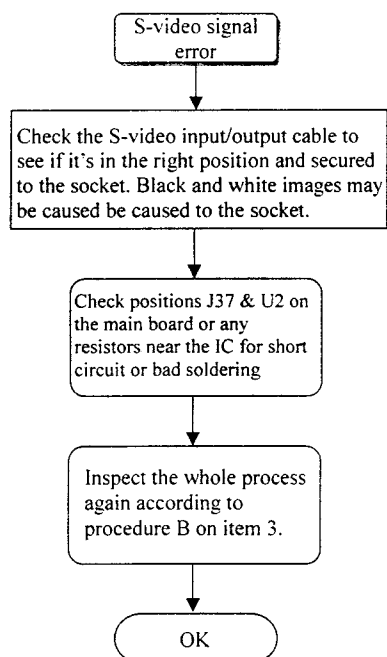 S-video signal
error
Check the S-video input/output cable to
see if it's in the right position and secured
to the socket. Black and white images may
be caused be caused to the socket.
Check positions J37 & U2 on
the main board or any
resistors near the IC for short
circuit or bad soldering
Inspect the whole process
again according to
procedure B on item 3.
OK